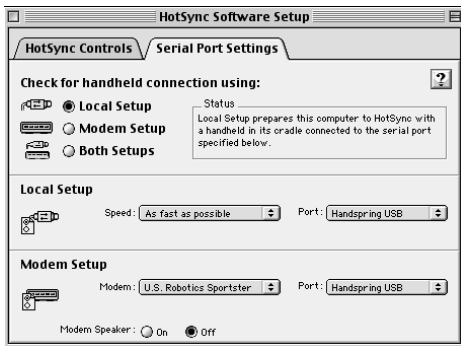 HotSync Software Setup
HotSync Controls Serial Port Settings
Check for handheld connection using:
?
Local Setup
Modem Setup
Both Setups
Status
Local Setup prepares this computer to HotSync with
a handheld in its cradle connected to the serial port
specified below.
Local Setup
Speed: As fast as possible Port: Handspring USB
Modem Setup
Modem: U.S. Robotics Sportster Port: Handspring USB
Modem Speaker: On Off